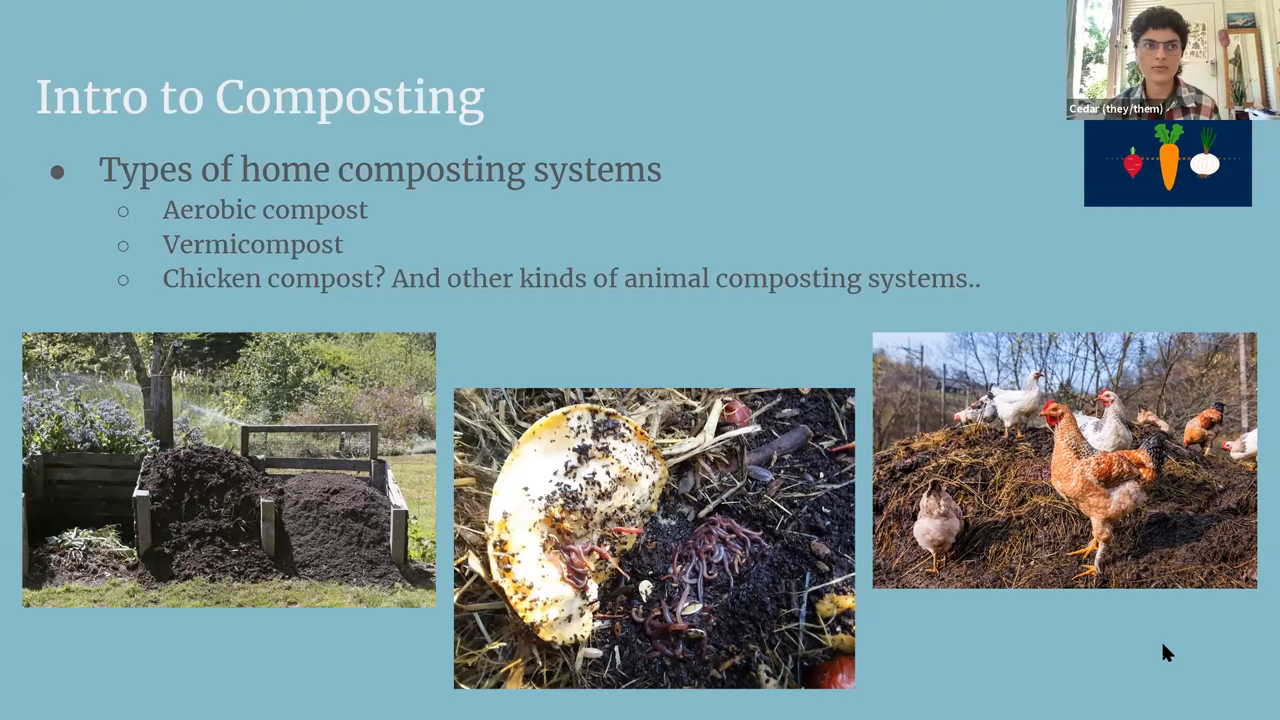 Cedar (they/them)
Intro to Composting
● Types of home composting systems
○ Aerobic compost
○ Vermicompost
○ Chicken compost? And other kinds of animal composting systems..